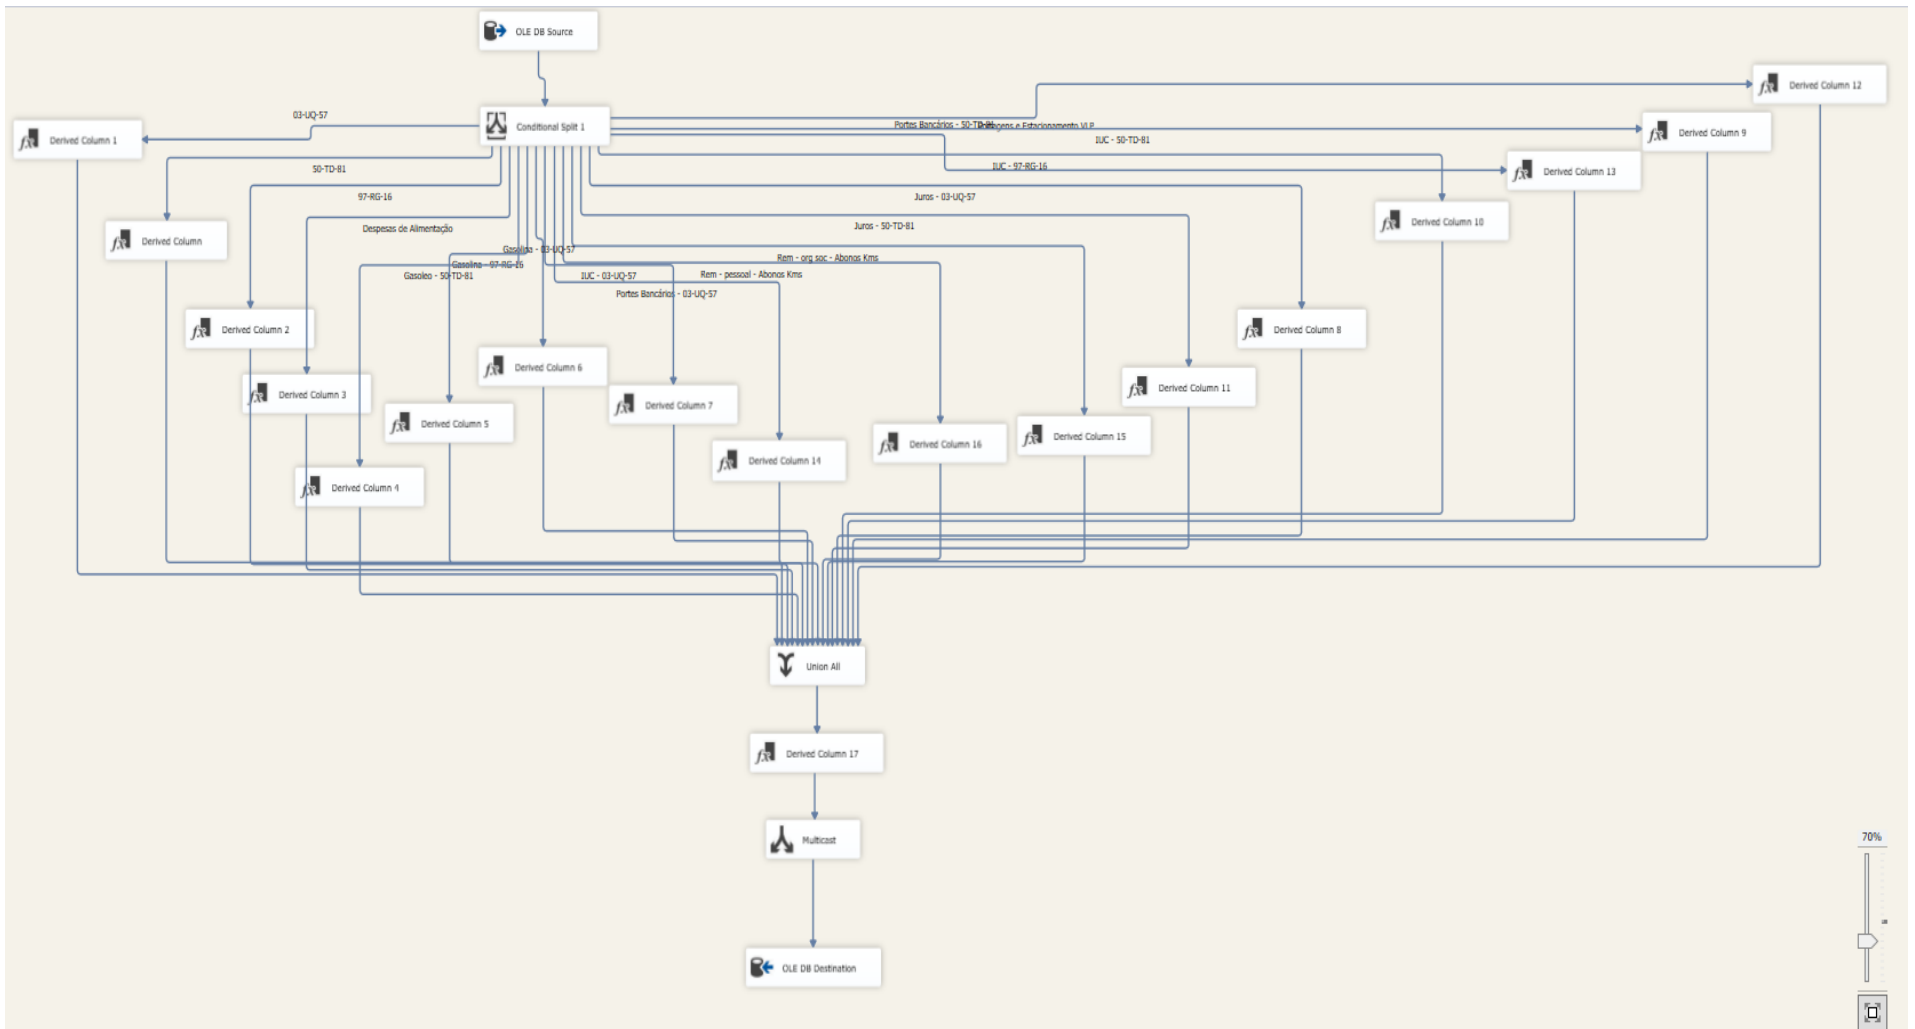 OLE DB Source
Derived Column 12
03-UQ-57
Conditional Split 1
Portes Bancários - 50-TD-81
Portagens e Estacionamento VLP
Derived Column 9
Derived Column 1
IUC - 50-TD-81
50-TD-81
IUC - 97-RG-16
Derived Column 13
97-RG-16
Juros - 03-UQ-57
Derived Column 10
Despesas de Alimentação
Juros - 50-TD-81
Derived Column
Gasolina - 03-UQ-57
Rem - org soc - Abonos Kms
Gasolina - 97-RG-16
Gasoleo - 50-TD-81
IUC - 03-UQ-57
Rem - pessoal - Abonos Kms
Portes Bancários - 03-UQ-57
Derived Column 2
Derived Column 8
Derived Column 6
Derived Column 3
Derived Column 11
Derived Column 7
Derived Column 5
Derived Column 15
Derived Column 16
Derived Column 14
Derived Column 4
Union All
Derived Column 17
70%
Multicast
OLE DB Destination